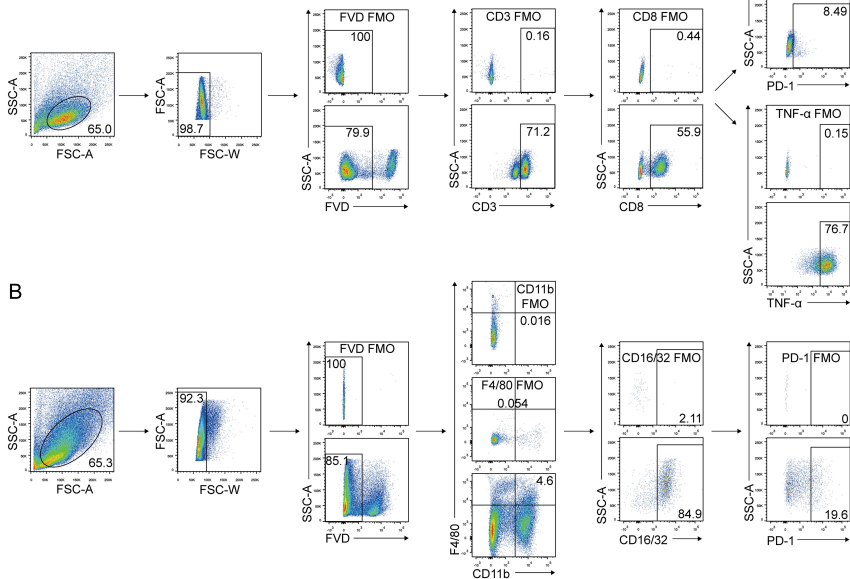 FVD FMO
100
CD3 FMO
0.16
CD8 FMO
0.44
8.49
PD-1
SSC-A
SSC-A
65.0
FSC-A
FSC-A
98.7
FSC-W
SSC-A
79.9
FVD
SSC-A
71.2
CD3
SSC-A
55.9
CD8
TNF-α FMO
0.15
SSC-A
76.7
TNF-α
B
SSC-A
65.3
FSC-A
FSC-A
92.3
FSC-W
FVD FMO
100
SSC-A
85.1
FVD
CD11b
FMO
0.016
F4/80 FMO
0.054
F4/80
4.6
CD11b
CD16/32 FMO
2.11
SSC-A
84.9
CD16/32
PD-1 FMO
0
SSC-A
19.6
PD-1